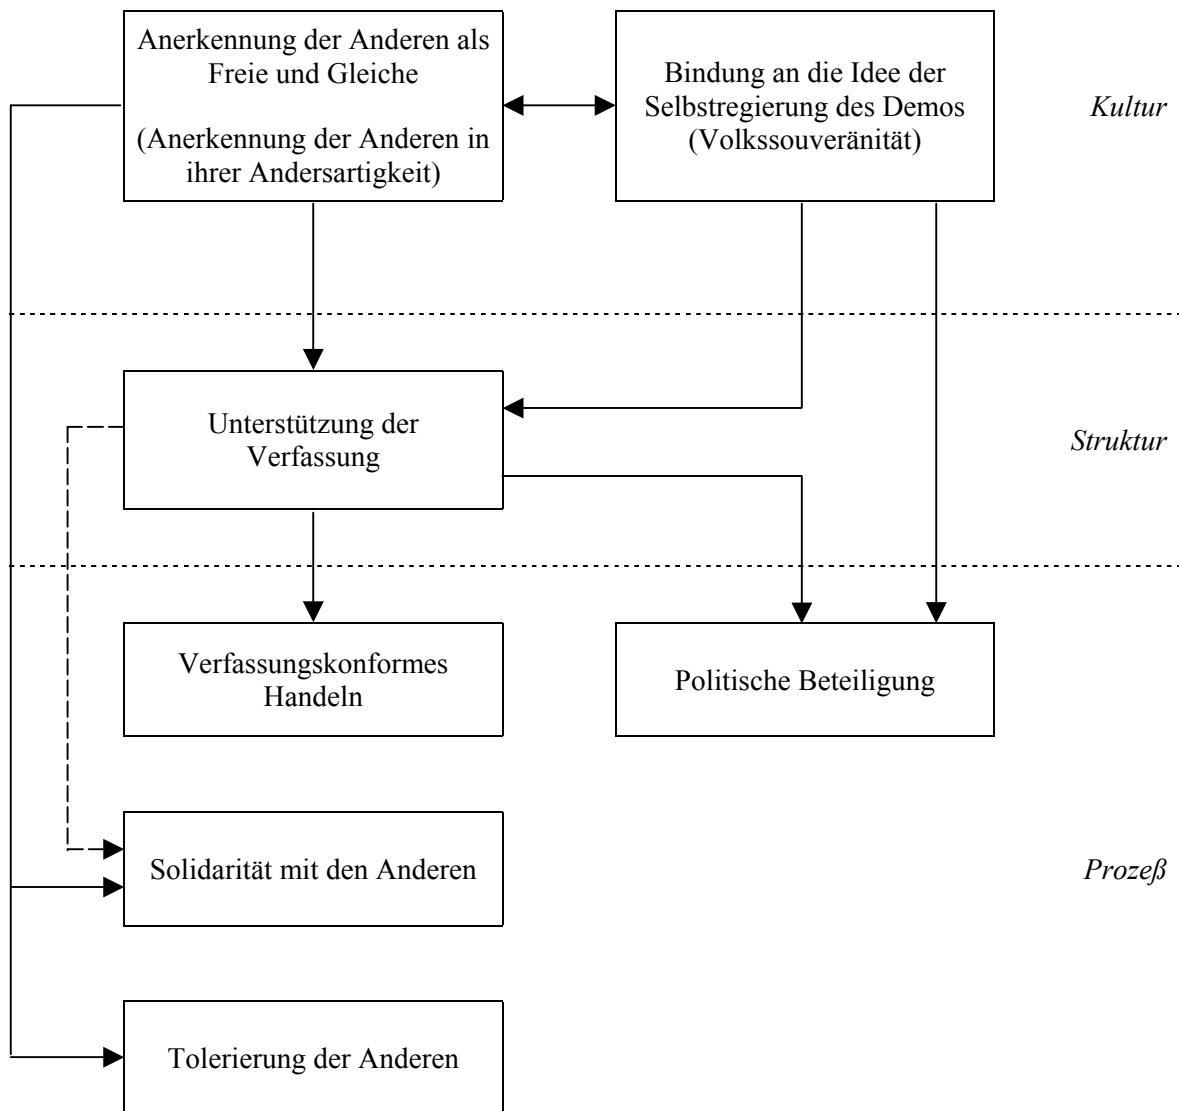 Anerkennung der Anderen als
Freie und Gleiche
(Anerkennung der Anderen in
ihrer Andersartigkeit)
Bindung an die Idee der
Selbstregierung des Demos
(Volkssouveränität)
Kultur
Unterstützung der
Verfassung
Struktur
Verfassungskonformes
Handeln
Politische Beteiligung
Solidarität mit den Anderen
Prozeß
Tolerierung der Anderen